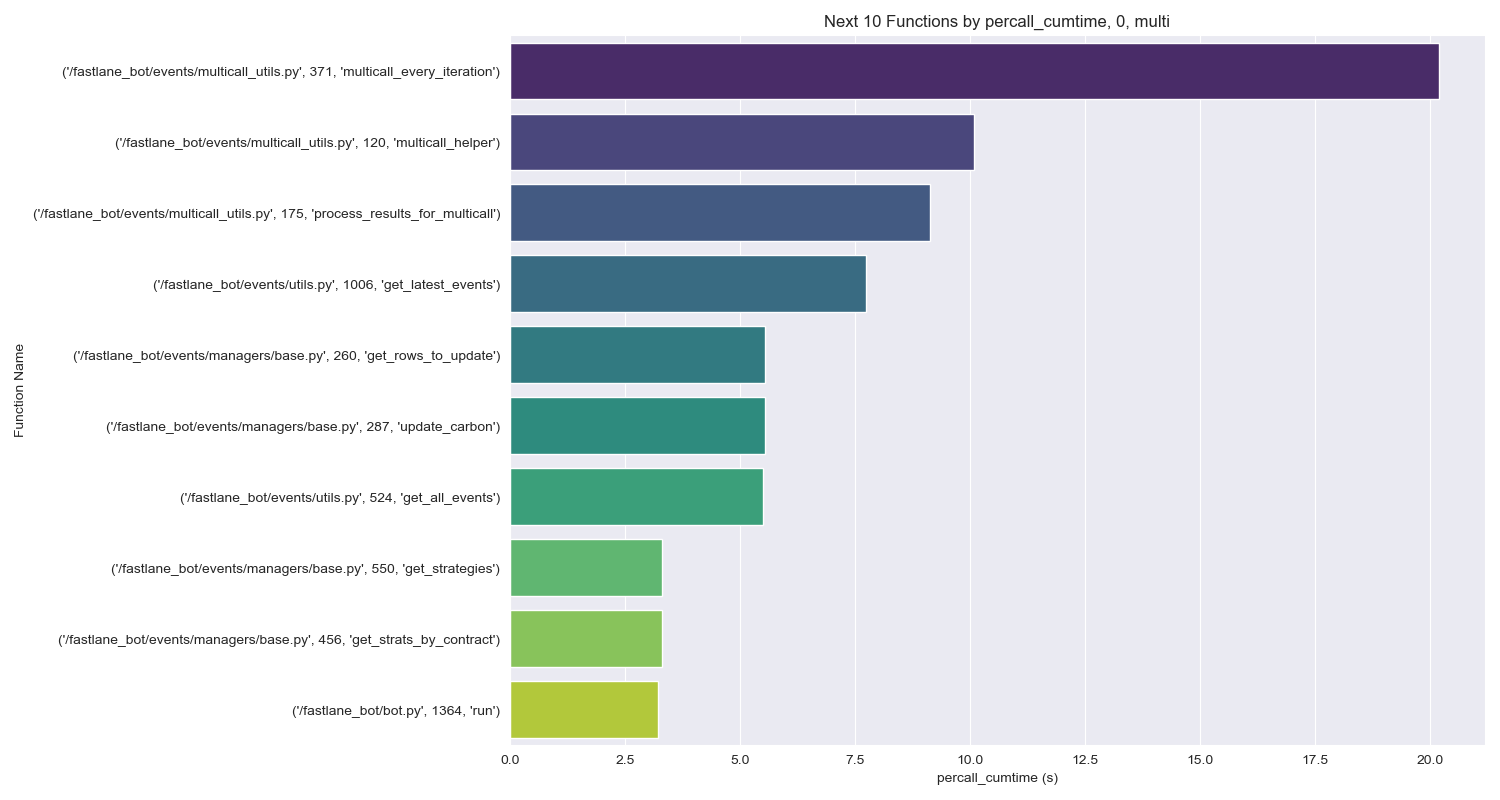 Next 10 Functions by percall_cumtime, 0, multi
('/fastlane_bot/events/multicall_utils.py', 371, 'multicall_every_iteration')
('/fastlane_bot/events/multicall_utils.py', 120, 'multicall_helper')
('/fastlane_bot/events/multicall_utils.py', 175, 'process_results_for_multicall')
('/fastlane_bot/events/utils.py', 1006, 'get_latest_events')
('/fastlane_bot/events/managers/base.py', 260, 'get_rows_to_update')
('/fastlane_bot/events/managers/base.py', 287, 'update_carbon')
('/fastlane_bot/events/utils.py', 524, 'get_all_events')
('/fastlane_bot/events/managers/base.py', 550, 'get_strategies')
('/fastlane_bot/events/managers/base.py', 456, 'get_strats_by_contract')
('/fastlane_bot/bot.py', 1364, 'run')
Function Name
0.0 2.5 5.0 7.5 10.0 12.5 15.0 17.5 20.0
percall_cumtime (s)